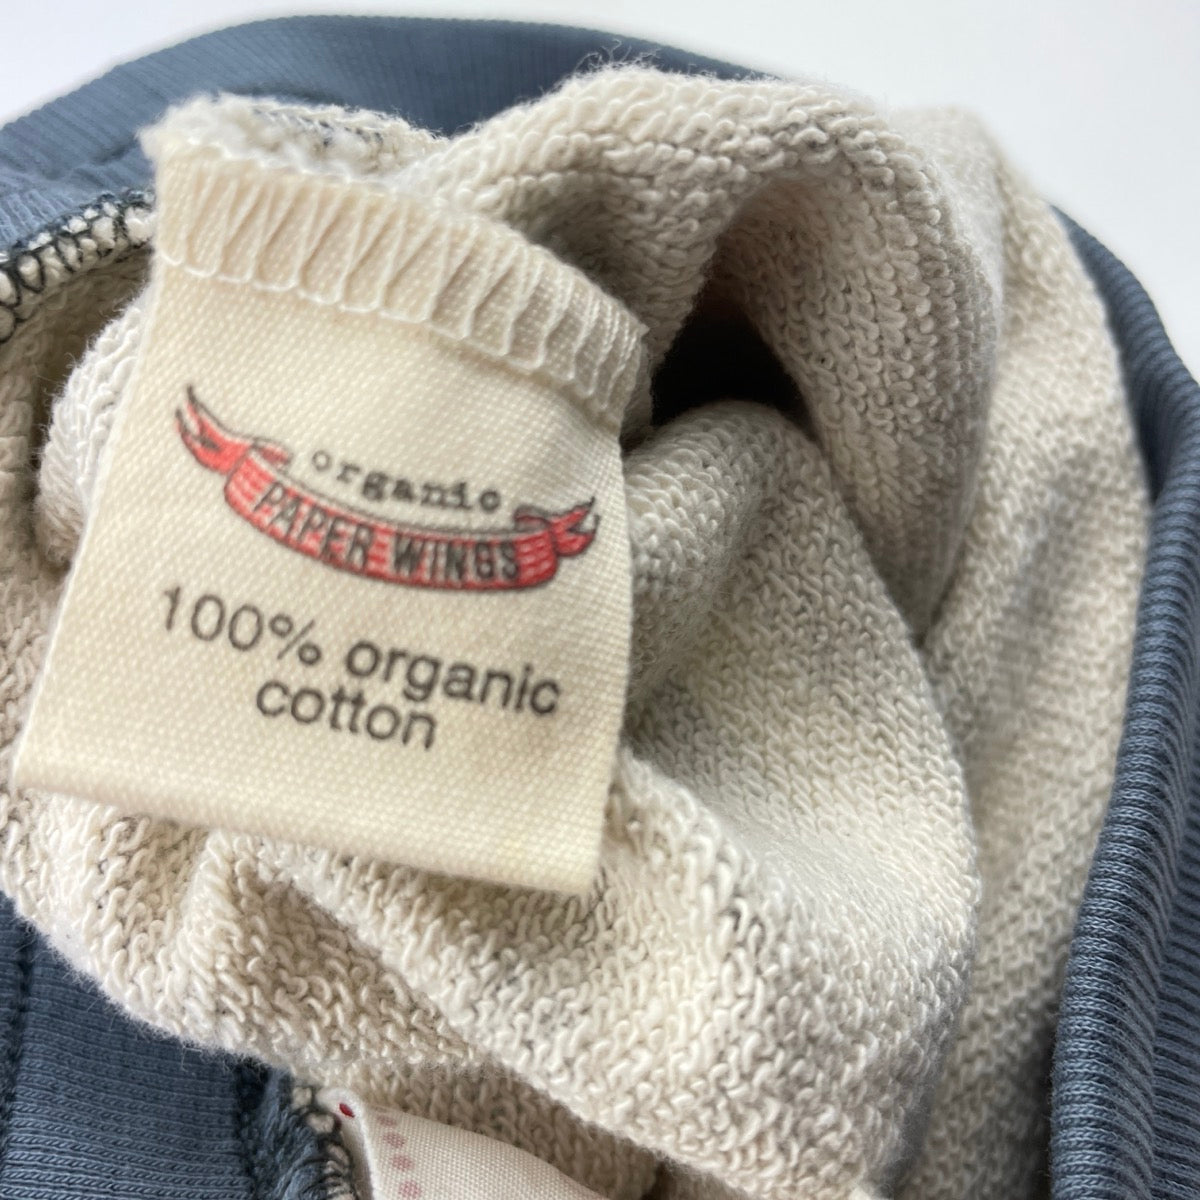 organic
PAPER WINGS
100% organic
cotton